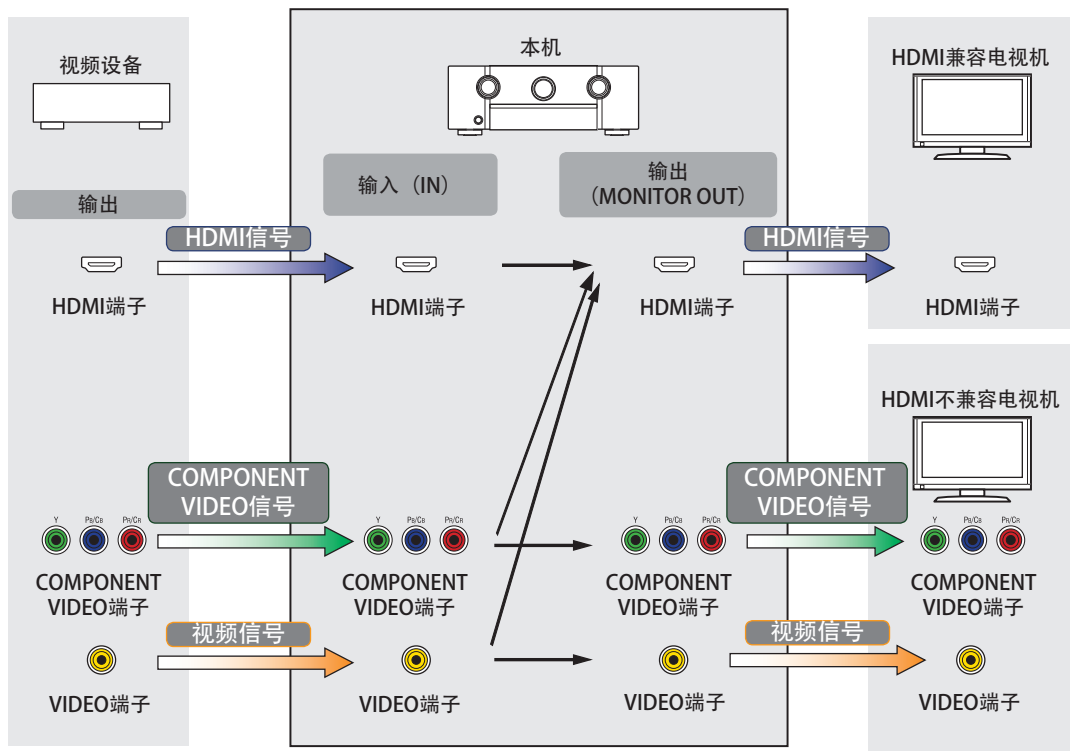 视频设备
本机
HDMI兼容电视机
输出
输入（IN）
输出
（MONITOR OUT）
HDMI信号
HDMI信号
HDMI端子
HDMI端子
HDMI端子
HDMI端子
HDMI不兼容电视机
COMPONENT
VIDEO信号
COMPONENT
VIDEO信号
Y PB/CB PR/CR
Y PB/CB PR/CR
Y PB/CB PR/CR
Y PB/CB PR/CR
COMPONENT
VIDEO端子
COMPONENT
VIDEO端子
COMPONENT
VIDEO端子
COMPONENT
VIDEO端子
视频信号
视频信号
VIDEO端子
VIDEO端子
VIDEO端子
VIDEO端子